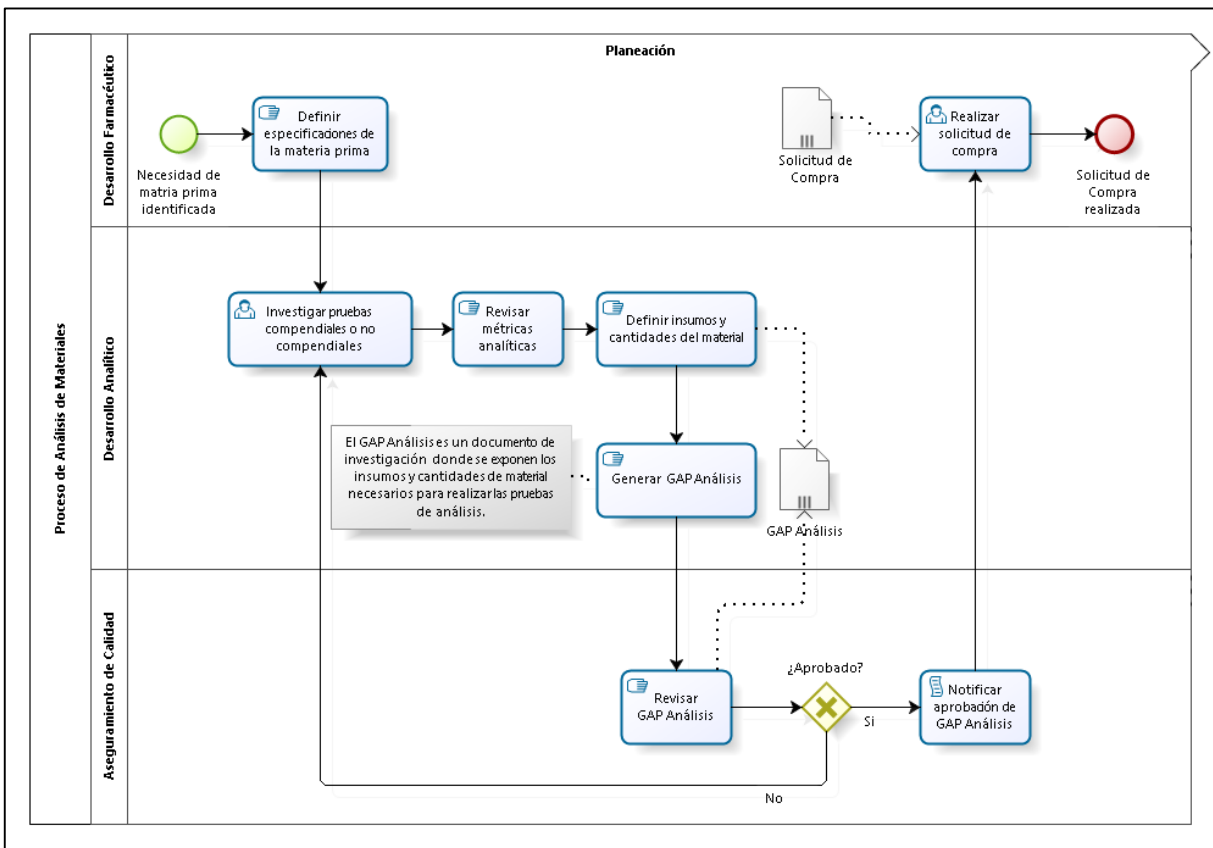 Planeación
Proceso de Análisis de Materiales
Desarrollo Farmacéutico
Necesidad de
matria prima
identificada
Definir
especificaciones de
la materia prima
Solicitud de
Compra
Realizar
solicitud de
compra
Solicitud de
Compra
realizada
Desarrollo Analítico
Investigar pruebas
compendiales o no
compendiales
Revisar
métricas
analíticas
Definir insumos y
cantidades del material
El GAP Análisis es un documento de
investigación donde se exponen los
insumos y cantidades de material
necesarios para realizar las pruebas
de análisis.
Generar GAP Análisis
GAP Análisis
Aseguramiento de Calidad
Revisar
GAP Análisis
¿Aprobado?
Si
No
Notificar
aprobación de
GAP Análisis